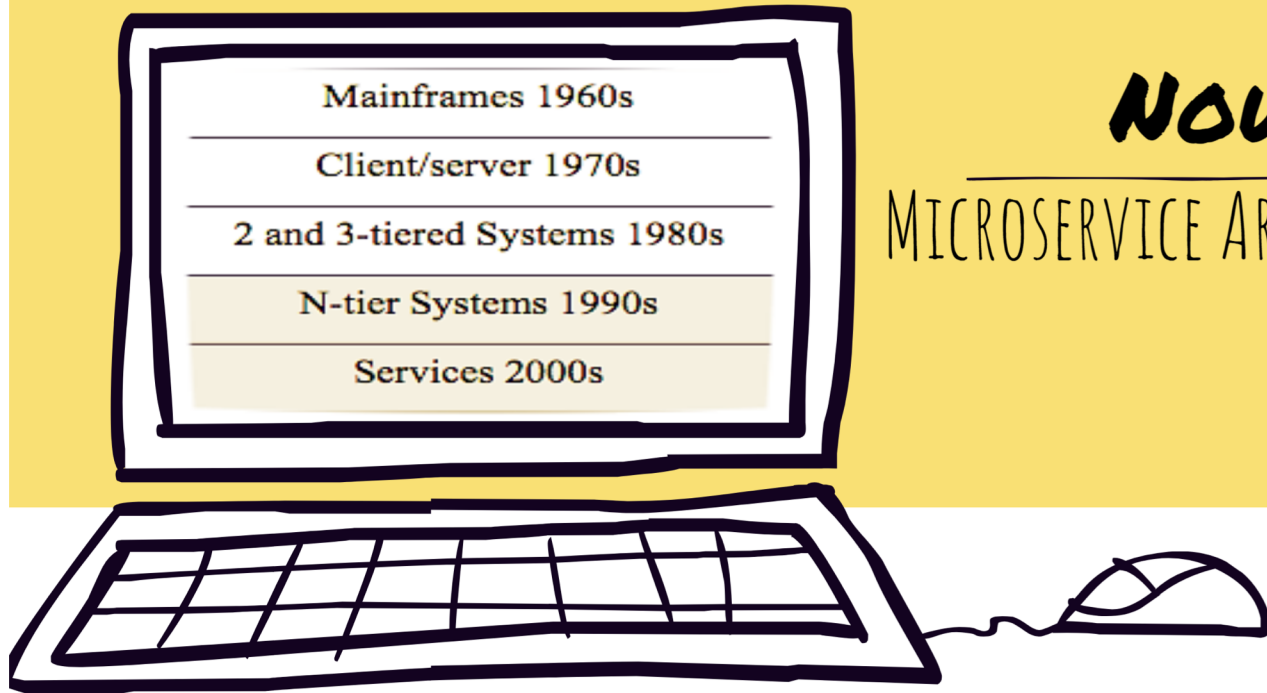 Mainframes 1960s
Client/server 1970s
2 and 3-tiered Systems 1980s
N-tier Systems 1990s
Services 2000s
MICROSERVICE